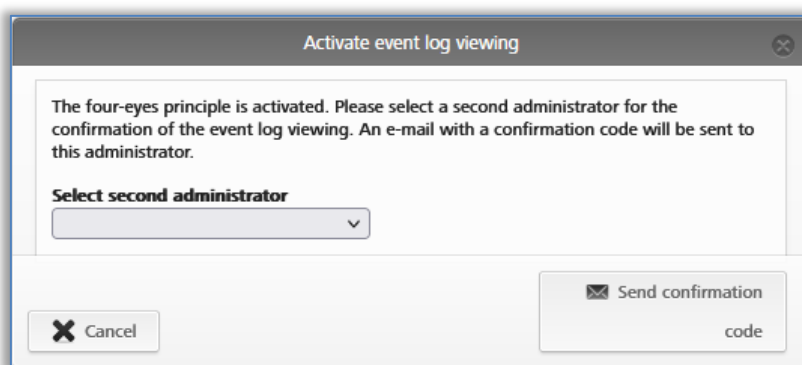 Activate event log viewing
The four-eyes principle is activated. Please select a second administrator for the
confirmation of the event log viewing. An e-mail with a confirmation code will be sent to
this administrator.
Select second administrator
Send confirmation
code
Cancel